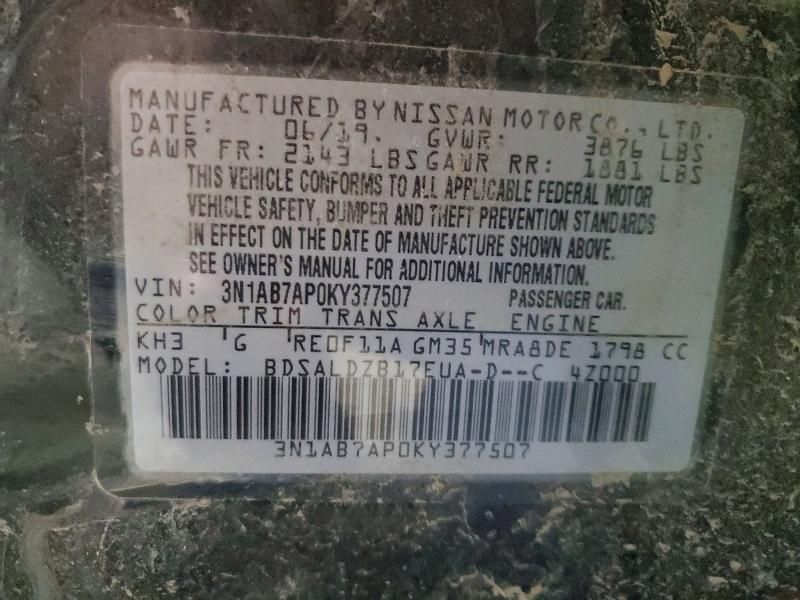 MANUFACTURED BY NISSAN MOTOR CO., LTD.
DATE: 06/19. GVWR: 3876 LBS
GAWR FR: 2143 LBS GAWR RR: 1881 LBS
THIS VEHICLE CONFORMS TO ALL APPLICABLE FEDERAL MOTOR
VEHICLE SAFETY, BUMPER AND THEFT PREVENTION STANDARDS
IN EFFECT ON THE DATE OF MANUFACTURE SHOWN ABOVE.
SEE OWNER'S MANUAL FOR ADDITIONAL INFORMATION.
VIN: 3N1AB7AP0KY377507 PASSENGER CAR.
COLOR TRIM TRANS AXLE ENGINE
KH3 G RE0F11A GM35 MRA8DE 1798 CC
MODEL: BDSALDZB17EUA-D--C 4Z000
3N1AB7AP0KY377507